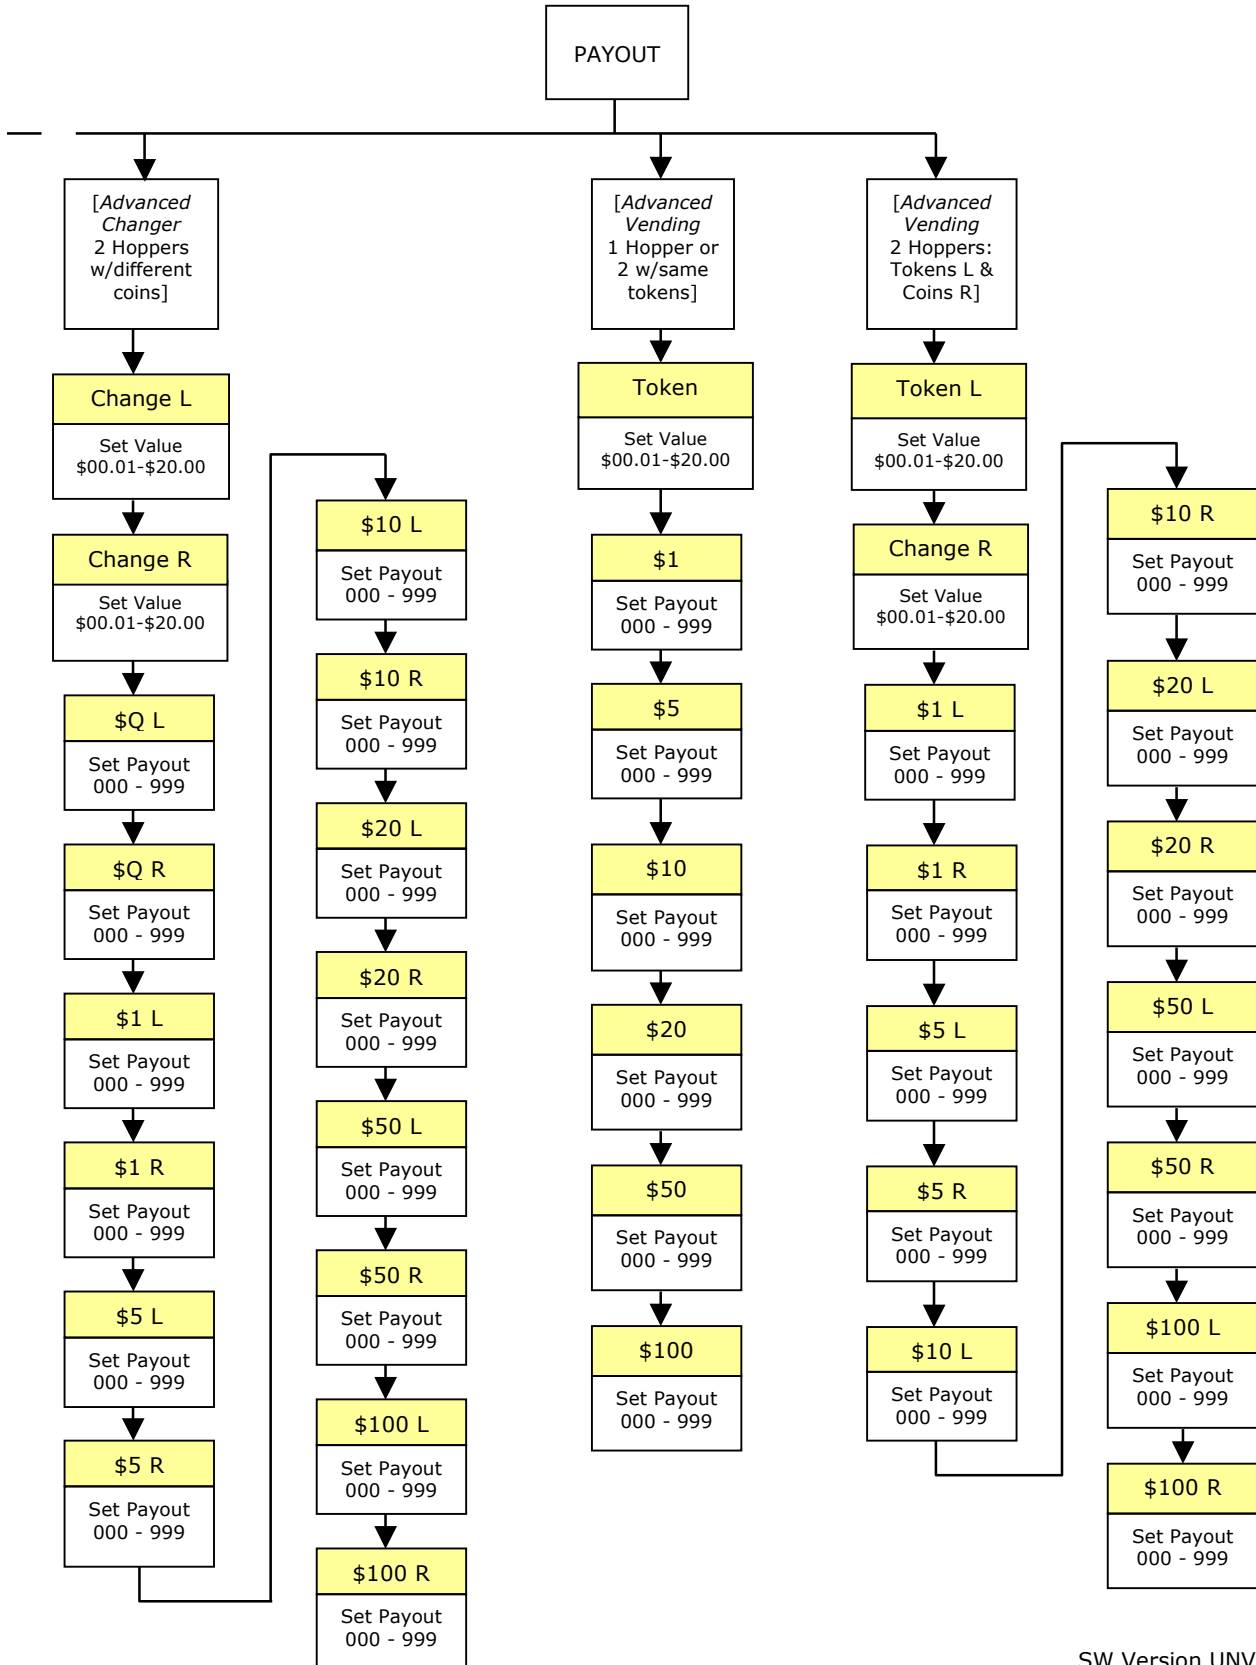 PAYOUT
[Advanced
Changer
2 Hoppers
w/different
coins]
Change L
Set Value
$00.01-$20.00
Change R
Set Value
$00.01-$20.00
$Q L
Set Payout
000 - 999
$Q R
Set Payout
000 - 999
$1 L
Set Payout
000 - 999
$1 R
Set Payout
000 - 999
$5 L
Set Payout
000 - 999
$5 R
Set Payout
000 - 999
$10 L
Set Payout
000 - 999
$10 R
Set Payout
000 - 999
$20 L
Set Payout
000 - 999
$20 R
Set Payout
000 - 999
$50 L
Set Payout
000 - 999
$50 R
Set Payout
000 - 999
$100 L
Set Payout
000 - 999
$100 R
Set Payout
000 - 999
[Advanced
Vending
1 Hopper or
2 w/same
tokens]
Token
Set Value
$00.01-$20.00
$1
Set Payout
000 - 999
$5
Set Payout
000 - 999
$10
Set Payout
000 - 999
$20
Set Payout
000 - 999
$50
Set Payout
000 - 999
$100
Set Payout
000 - 999
[Advanced
Vending
2 Hoppers:
Tokens L &
Coins R]
Token L
Set Value
$00.01-$20.00
Change R
Set Value
$00.01-$20.00
$1 L
Set Payout
000 - 999
$1 R
Set Payout
000 - 999
$5 L
Set Payout
000 - 999
$5 R
Set Payout
000 - 999
$10 L
Set Payout
000 - 999
$10 R
Set Payout
000 - 999
$20 L
Set Payout
000 - 999
$20 R
Set Payout
000 - 999
$50 L
Set Payout
000 - 999
$50 R
Set Payout
000 - 999
$100 L
Set Payout
000 - 999
$100 R
Set Payout
000 - 999
SW Version UNV